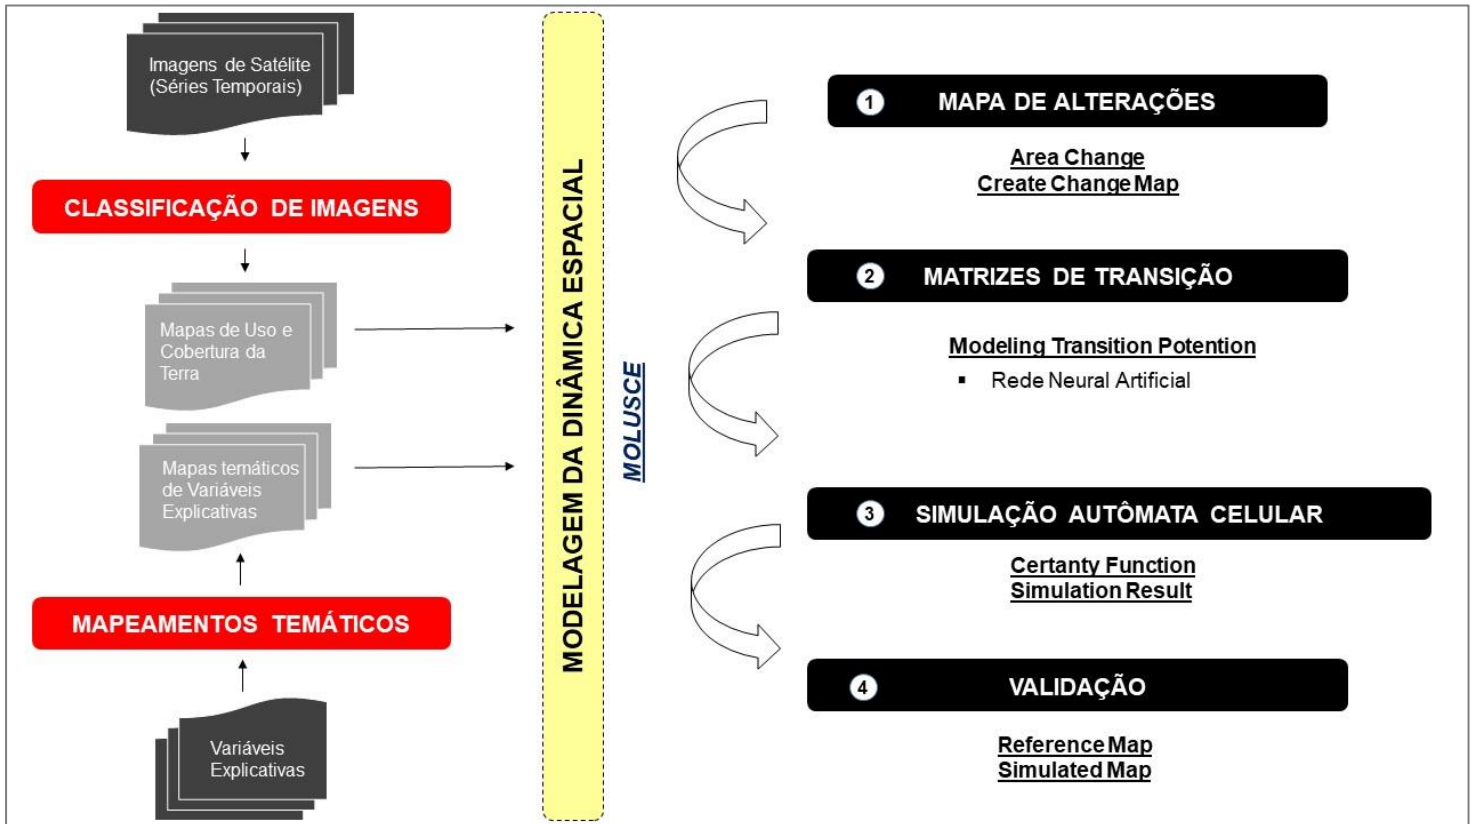 Imagens de Satélite
(Séries Temporais)
CLASSIFICAÇÃO DE IMAGENS
Mapas de Uso e
Cobertura da
Terra
Mapas temáticos
de Variáveis
Explicativas
MAPEAMENTOS TEMÁTICOS
Variáveis
Explicativas
MODELAGEM DA DINÂMICA ESPACIAL
MOLUSCE
1 MAPA DE ALTERAÇÕES
Area Change
Create Change Map
2 MATRIZES DE TRANSIÇÃO
Modeling Transition Potention
▪ Rede Neural Artificial
3 SIMULAÇÃO AUTÔMATA CELULAR
Certanty Function
Simulation Result
4 VALIDAÇÃO
Reference Map
Simulated Map